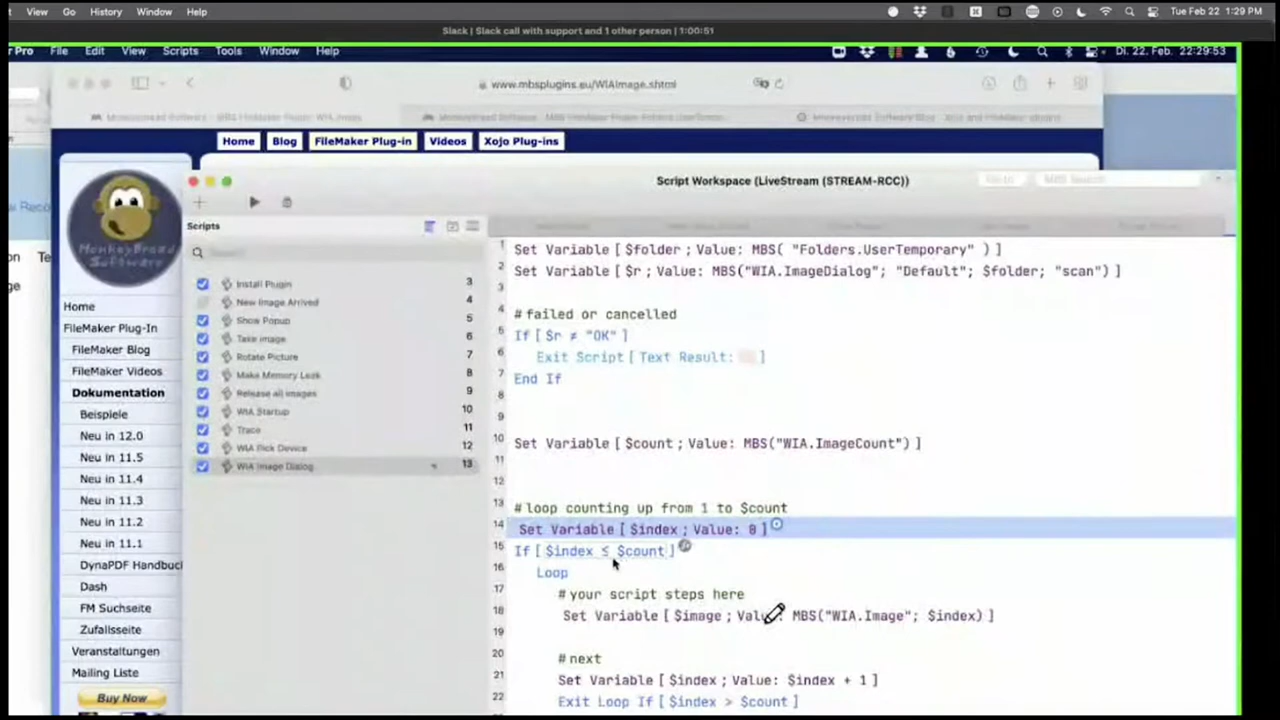 View Go History Window Help Tue Feb 22 1:29 PM
Slack | Slack call with support and 1 other person | 1:00:51
r Pro File Edit View Scripts Tools Window Help Di. 22. Feb. 22:29:53
www.mbsplugins.eu/WIAImage.shtml
Home Blog FileMaker Plug-in Videos Xojo Plug-ins
Script Workspace (LiveStream (STREAM-RCC))
MonkeyBread
Software
Home
FileMaker Plug-In
FileMaker Blog
FileMaker Videos
Dokumentation
Beispiele
Neu in 12.0
Neu in 11.5
Neu in 11.4
Neu in 11.3
Neu in 11.2
Neu in 11.1
DynaPDF Handbuch
Dash
FM Suchseite
Zufallsseite
Veranstaltungen
Mailing Liste
Buy Now
Scripts
Install Plugin 3
New Image Arrived 4
Show Popup 5
Take image 6
Rotate Picture 7
Make Memory Leak 8
Release all images 9
WIA Startup 10
Trace 11
WIA Pick Device 12
WIA Image Dialog 13
1 Set Variable [ $folder ; Value: MBS( "Folders.UserTemporary" ) ]
2 Set Variable [ $r ; Value: MBS("WIA.ImageDialog"; "Default"; $folder; "scan") ]
3
4 # failed or cancelled
5 If [ $r ≠ "OK" ]
6 Exit Script [ Text Result: ]
7 End If
8
9
10 Set Variable [ $count ; Value: MBS("WIA.ImageCount") ]
11
12
13 # loop counting up from 1 to $count
14 Set Variable [ $index ; Value: 0 ]
15 If [ $index ≤ $count ]
16 Loop
17 # your script steps here
18 Set Variable [ $image ; Value: MBS("WIA.Image"; $index) ]
19
20 # next
21 Set Variable [ $index ; Value: $index + 1 ]
22 Exit Loop If [ $index > $count ]